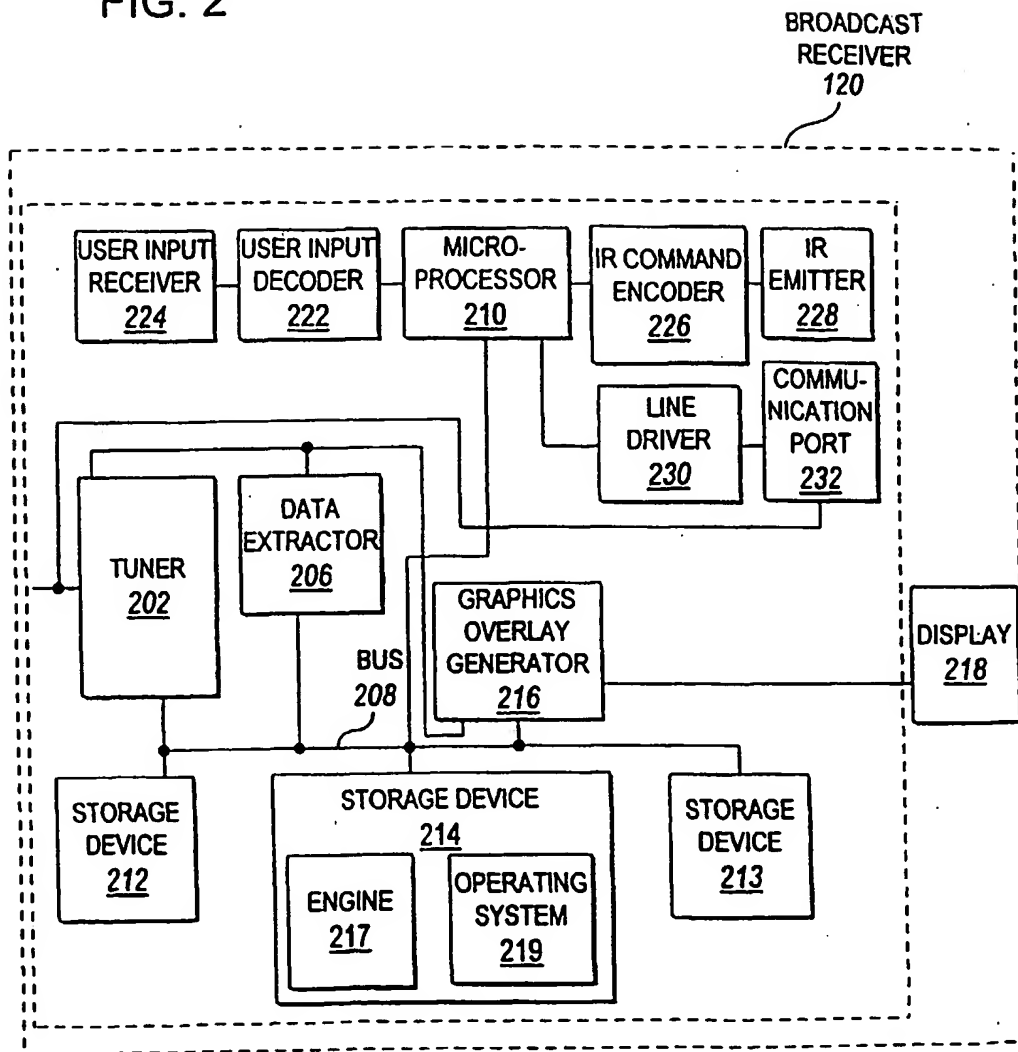 FIG. 2
BROADCAST
RECEIVER
120
USER INPUT
RECEIVER
224
USER INPUT
DECODER
222
MICRO-
PROCESSOR
210
IR COMMAND
ENCODER
226
IR
EMITTER
228
LINE
DRIVER
230
COMMU-
NICATION
PORT
232
TUNER
202
DATA
EXTRACTOR
206
BUS
208
GRAPHICS
OVERLAY
GENERATOR
216
DISPLAY
218
STORAGE
DEVICE
212
STORAGE DEVICE
214
ENGINE
217
OPERATING
SYSTEM
219
STORAGE
DEVICE
213